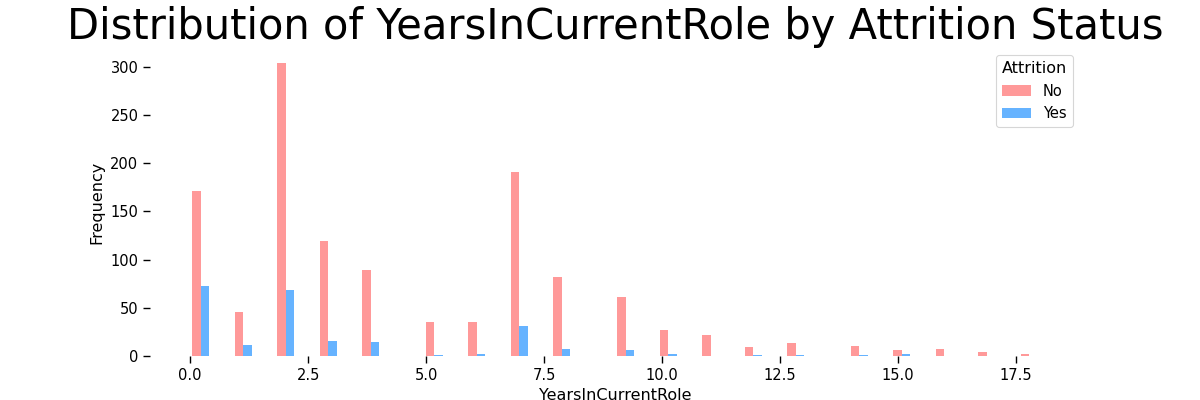 Distribution of YearsInCurrentRole by Attrition Status
Attrition
No
Yes
Frequency
300
250
200
150
100
50
0
0.0 2.5 5.0 7.5 10.0 12.5 15.0 17.5
YearsInCurrentRole